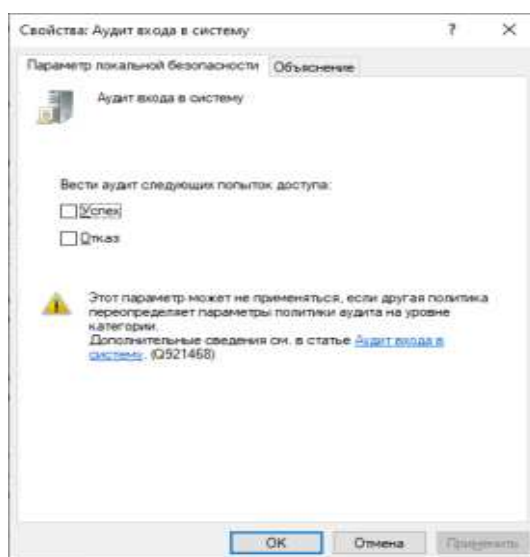 Свойства: Аудит входа в систему
Параметр локальной безопасности
Объяснение
Аудит входа в систему
Вести аудит следующих попыток доступа:
Успех
Отказ
Этот параметр может не применяться, если другая политика
переопределяет параметры политики аудита на уровне
категории.
Дополнительные сведения см. в статье Аудит входа в
систему. (Q921468)
ОК
Отмена
Применить